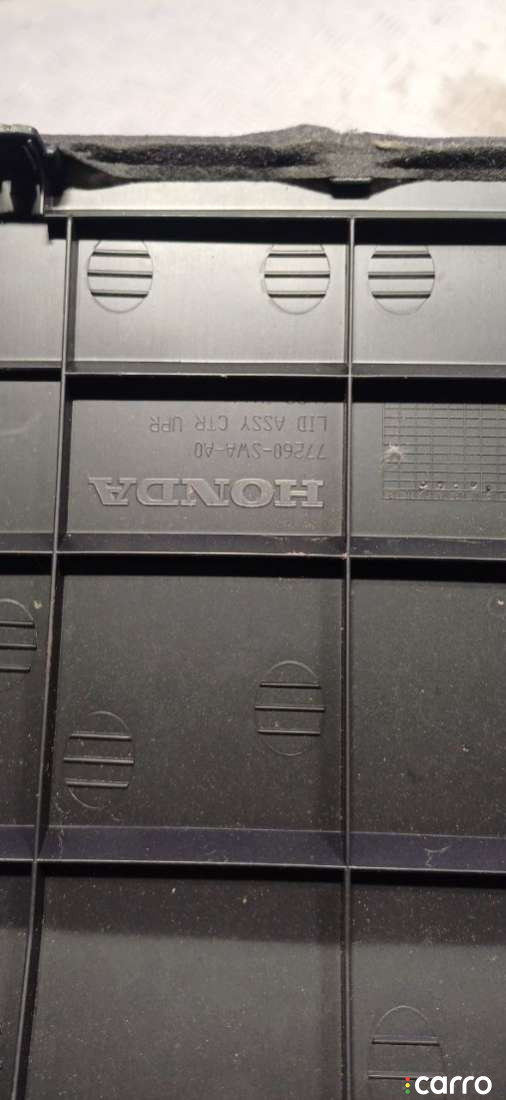 HONDA
77260-SWA-A0
LID ASSY CTR UPR
carro